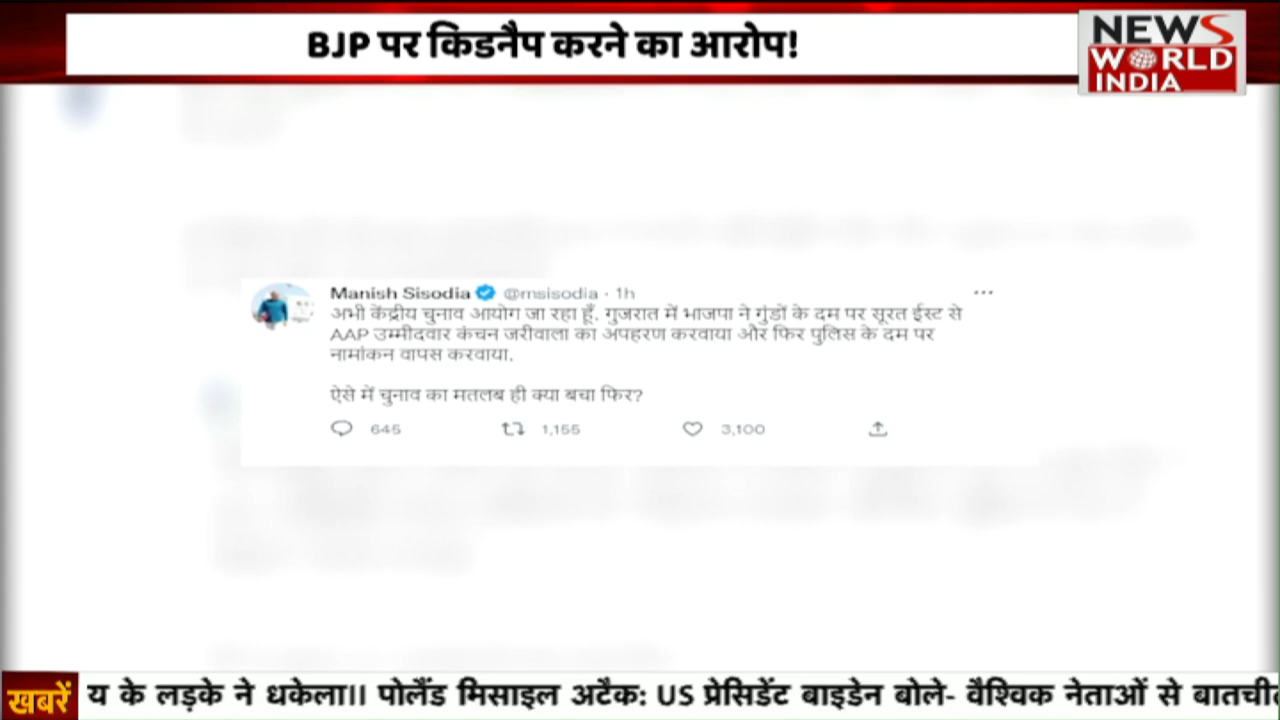 BJP पर किडनैप करने का आरोप!
NEWS
WORLD
INDIA
Manish Sisodia @msisodia · 1h
अभी केंद्रीय चुनाव आयोग जा रहा हूँ. गुजरात में भाजपा ने गुंडों के दम पर सूरत ईस्ट से
AAP उम्मीदवार कंचन जरीवाला का अपहरण करवाया और फिर पुलिस के दम पर
नामांकन वापस करवाया.
ऐसे में चुनाव का मतलब ही क्या बचा फिर?
645 1,155 3,100
खबरें य के लड़के ने धकेला।। पोलैंड मिसाइल अटैक: US प्रेसिडेंट बाइडेन बोले- वैश्विक नेताओं से बातचीत